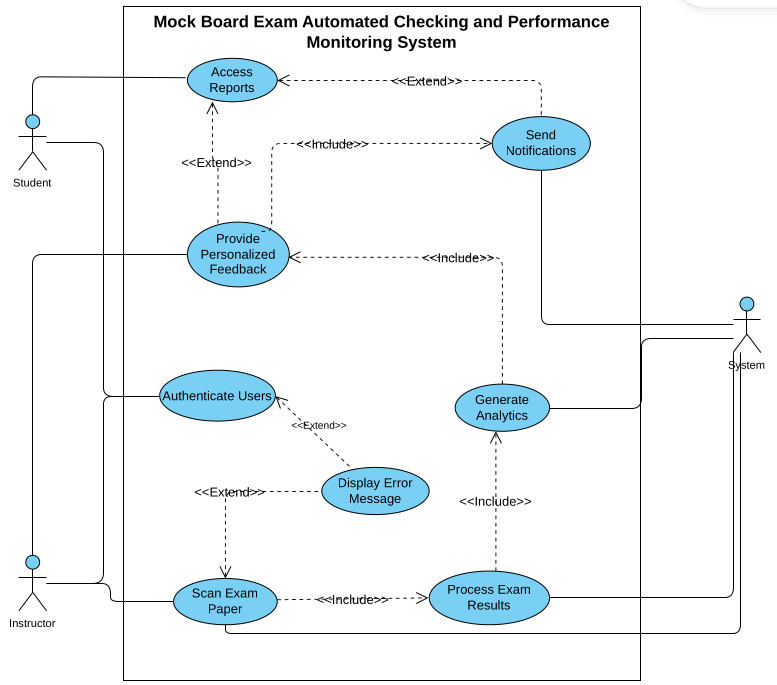 Mock Board Exam Automated Checking and Performance
Monitoring System
Access
Reports
<<Extend>>
Send
Notifications
<<Include>>
<<Extend>>
Student
Provide
Personalized
Feedback
<<Include>>
System
Authenticate Users
Generate
Analytics
<<Extend>>
Display Error
Message
<<Extend>>
<<Include>>
Scan Exam
Paper
<<Include>>
Process Exam
Results
Instructor